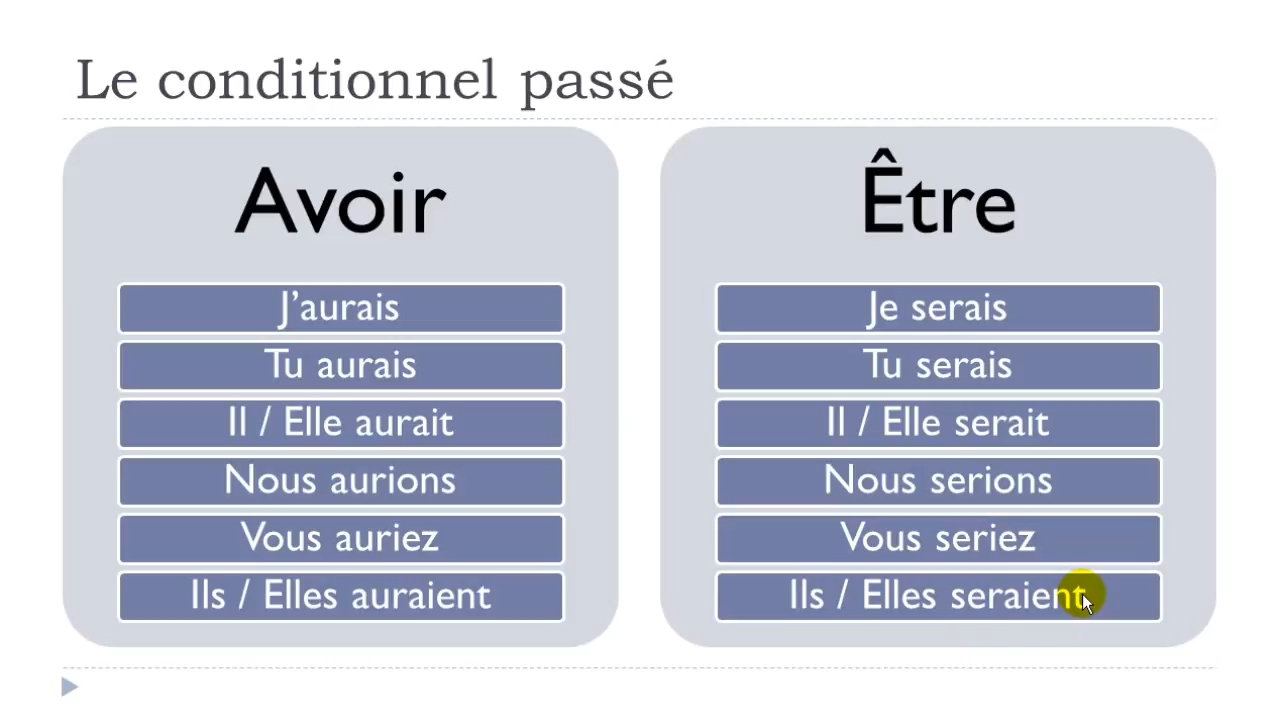 Le conditionnel passé
Avoir
J’aurais
Tu aurais
Il / Elle aurait
Nous aurions
Vous auriez
Ils / Elles auraient
Être
Je serais
Tu serais
Il / Elle serait
Nous serions
Vous seriez
Ils / Elles seraient